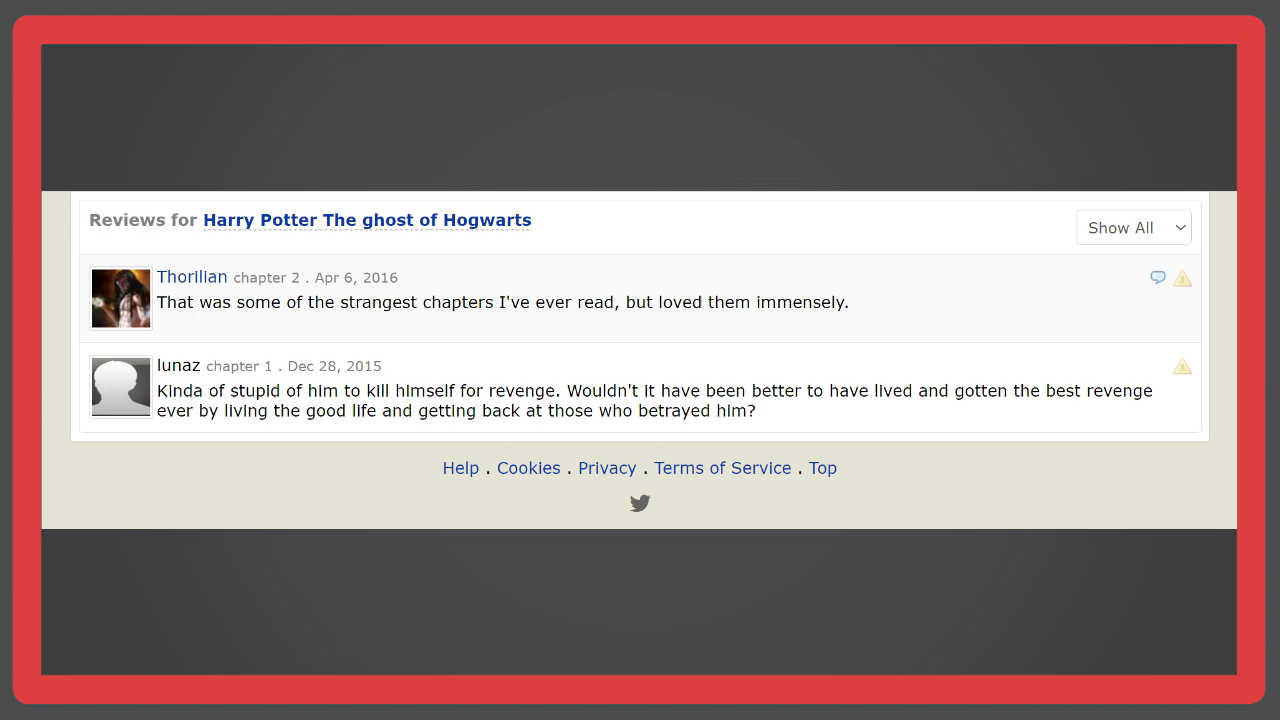 Reviews for Harry Potter The ghost of Hogwarts
Show All
Thorilian chapter 2 . Apr 6, 2016
That was some of the strangest chapters I've ever read, but loved them immensely.
lunaz chapter 1 . Dec 28, 2015
Kinda of stupid of him to kill himself for revenge. Wouldn't it have been better to have lived and gotten the best revenge
ever by living the good life and getting back at those who betrayed him?
Help . Cookies . Privacy . Terms of Service . Top